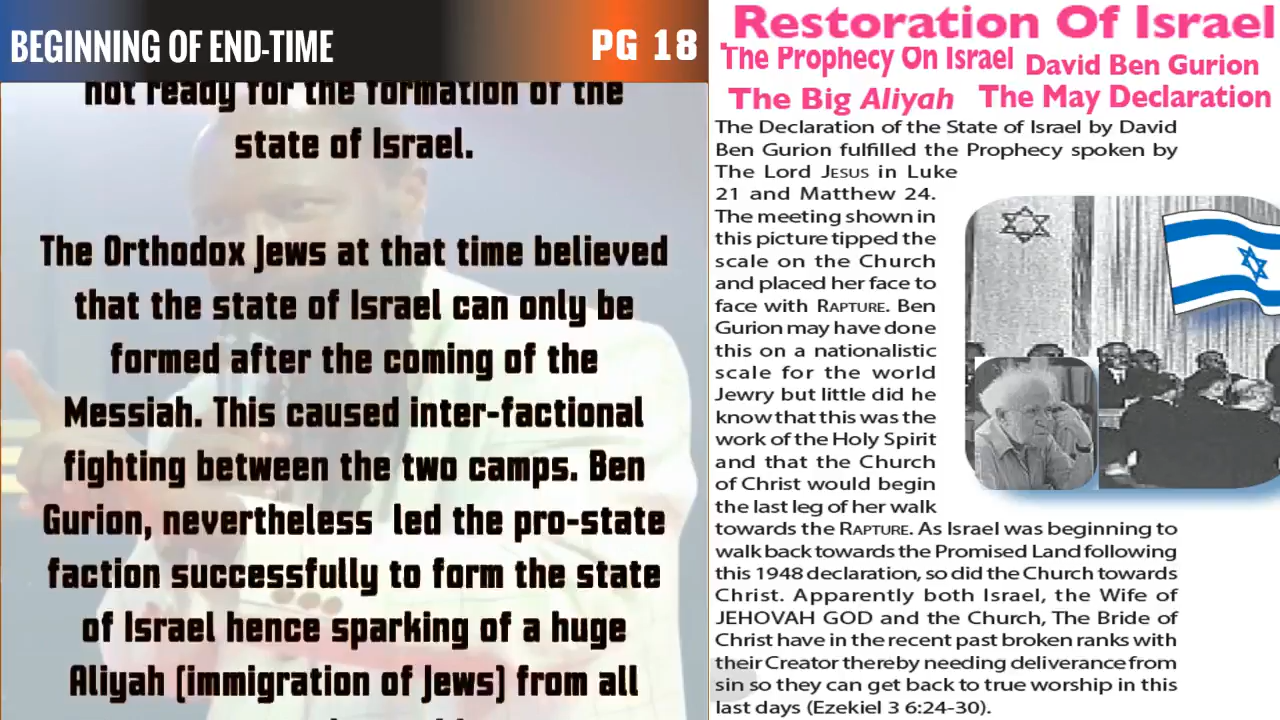 BEGINNING OF END-TIME
PG 18
not ready for the formation of the
state of Israel.
The Orthodox Jews at that time believed
that the state of Israel can only be
formed after the coming of the
Messiah. This caused inter-factional
fighting between the two camps. Ben
Gurion, nevertheless led the pro-state
faction successfully to form the state
of Israel hence sparking of a huge
Aliyah (immigration of Jews) from all
Restoration Of Israel
The Prophecy On Israel David Ben Gurion
The Big Aliyah The May Declaration
The Declaration of the State of Israel by David
Ben Gurion fulfilled the Prophecy spoken by
The Lord JESUS in Luke
21 and Matthew 24.
The meeting shown in
this picture tipped the
scale on the Church
and placed her face to
face with RAPTURE. Ben
Gurion may have done
this on a nationalistic
scale for the world
Jewry but little did he
know that this was the
work of the Holy Spirit
and that the Church
of Christ would begin
the last leg of her walk
towards the RAPTURE. As Israel was beginning to
walk back towards the Promised Land following
this 1948 declaration, so did the Church towards
Christ. Apparently both Israel, the Wife of
JEHOVAH GOD and the Church, The Bride of
Christ have in the recent past broken ranks with
their Creator thereby needing deliverance from
sin so they can get back to true worship in this
last days (Ezekiel 3 6:24-30).